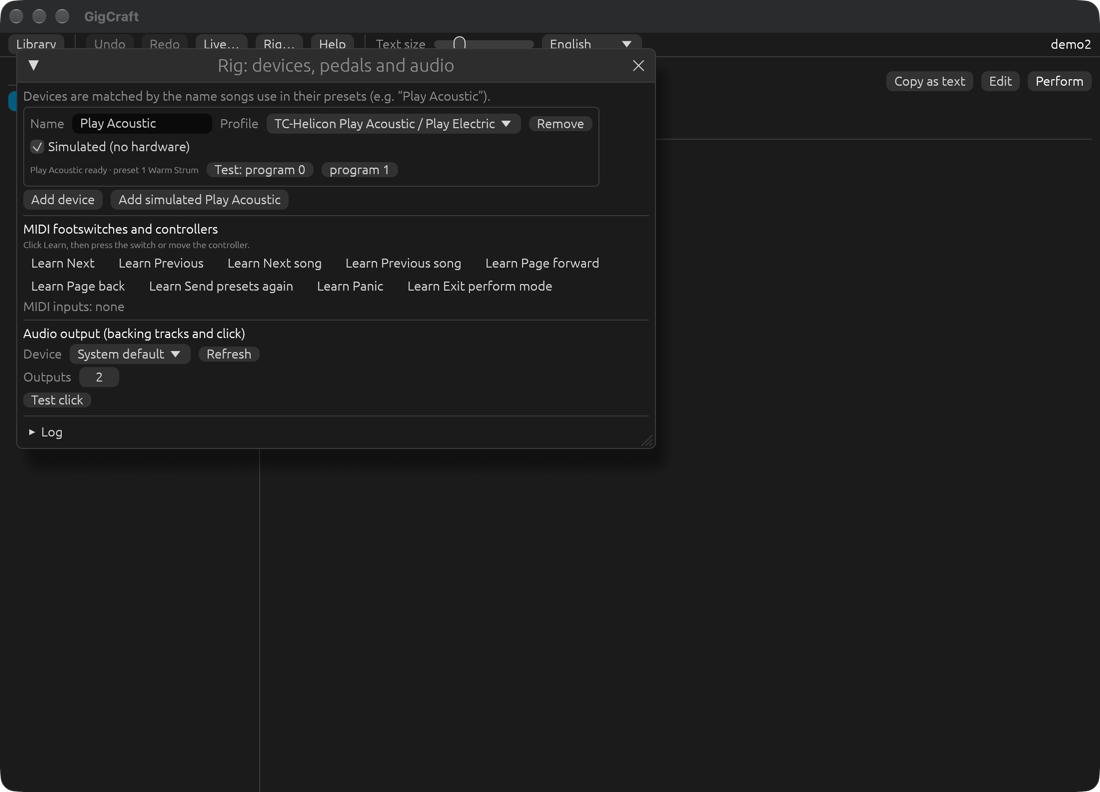 GigCraft
Library Undo Redo Live... Rig... Help Text size English demo2
Rig: devices, pedals and audio
Copy as text Edit Perform
Devices are matched by the name songs use in their presets (e.g. “Play Acoustic”).
Name Play Acoustic Profile TC-Helicon Play Acoustic / Play Electric Remove
Simulated (no hardware)
Play Acoustic ready · preset 1 Warm Strum Test: program 0 program 1
Add device Add simulated Play Acoustic
MIDI footswitches and controllers
Click Learn, then press the switch or move the controller.
Learn Next Learn Previous Learn Next song Learn Previous song Learn Page forward
Learn Page back Learn Send presets again Learn Panic Learn Exit perform mode
MIDI inputs: none
Audio output (backing tracks and click)
Device System default Refresh
Outputs 2
Test click
Log